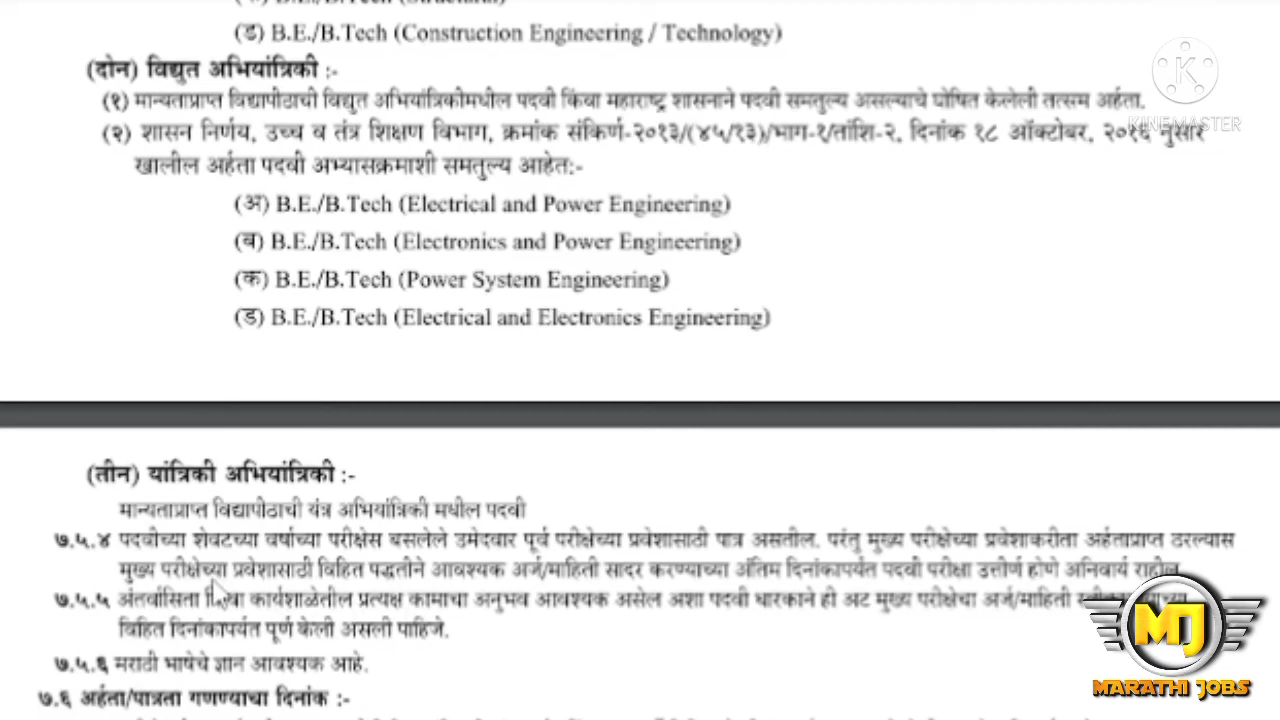 B.E./B.Tech (Structural)
(ड) B.E./B.Tech (Construction Engineering / Technology)
(दोन) विद्युत अभियांत्रिकी :-
(१) मान्यताप्राप्त विद्यापीठाची विद्युत अभियांत्रिकीमधील पदवी किंवा महाराष्ट्र शासनाने पदवी समतुल्य असल्याचे घोषित केलेली तत्सम अर्हता.
(२) शासन निर्णय, उच्च व तंत्र शिक्षण विभाग, क्रमांक संकिर्ण-२०१३/(४५/१३)/भाग-१/तांशि-२, दिनांक १८ ऑक्टोबर, २०१६ नुसार
खालील अर्हता पदवी अभ्यासक्रमाशी समतुल्य आहेत:-
(अ) B.E./B.Tech (Electrical and Power Engineering)
(ब) B.E./B.Tech (Electronics and Power Engineering)
(क) B.E./B.Tech (Power System Engineering)
(ड) B.E./B.Tech (Electrical and Electronics Engineering)
(तीन) यांत्रिकी अभियांत्रिकी :-
मान्यताप्राप्त विद्यापीठाची यंत्र अभियांत्रिकी मधील पदवी
७.५.४ पदवीच्या शेवटच्या वर्षाच्या परीक्षेस बसलेले उमेदवार पूर्व परीक्षेच्या प्रवेशासाठी पात्र असतील. परंतु मुख्य परीक्षेच्या प्रवेशाकरीता अर्हताप्राप्त ठरल्यास
मुख्य परीक्षेच्या प्रवेशासाठी विहित पद्धतीने आवश्यक अर्ज/माहिती सादर करण्याच्या अंतिम दिनांकापर्यंत पदवी परीक्षा उत्तीर्ण होणे अनिवार्य राहील.
७.५.५ अंतर्वासिता किंवा कार्यशाळेतील प्रत्यक्ष कामाचा अनुभव आवश्यक असेल अशा पदवी धारकाने ही अट मुख्य परीक्षेचा अर्ज/माहिती
विहित दिनांकापर्यंत पूर्ण केली असली पाहिजे.
७.५.६ मराठी भाषेचे ज्ञान आवश्यक आहे.
७.६ अर्हता/पात्रता गणण्याचा दिनांक :-
K
KINEMASTER
MJ
MARATHI JOBS